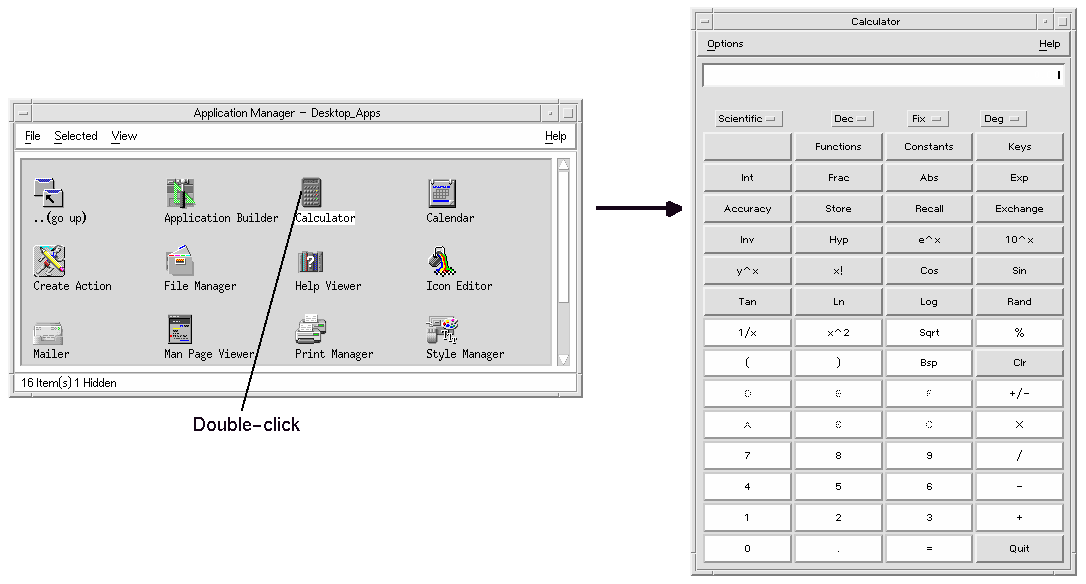 Application Manager – Desktop_Apps
File Selected View Help
..(go up) Application Builder Calculator Calendar
Create Action File Manager Help Viewer Icon Editor
Mailer Man Page Viewer Print Manager Style Manager
16 Item(s) 1 Hidden
Double-click
Calculator
Options Help
Scientific Dec Fix Deg
Functions Constants Keys
Int Frac Abs Exp
Accuracy Store Recall Exchange
Inv Hyp e^x 10^x
y^x x! Cos Sin
Tan Ln Log Rand
1/x x^2 Sqrt %
( ) Bsp Clr
+/-
X
7 8 9 /
4 5 6 -
1 2 3 +
0 . = Quit